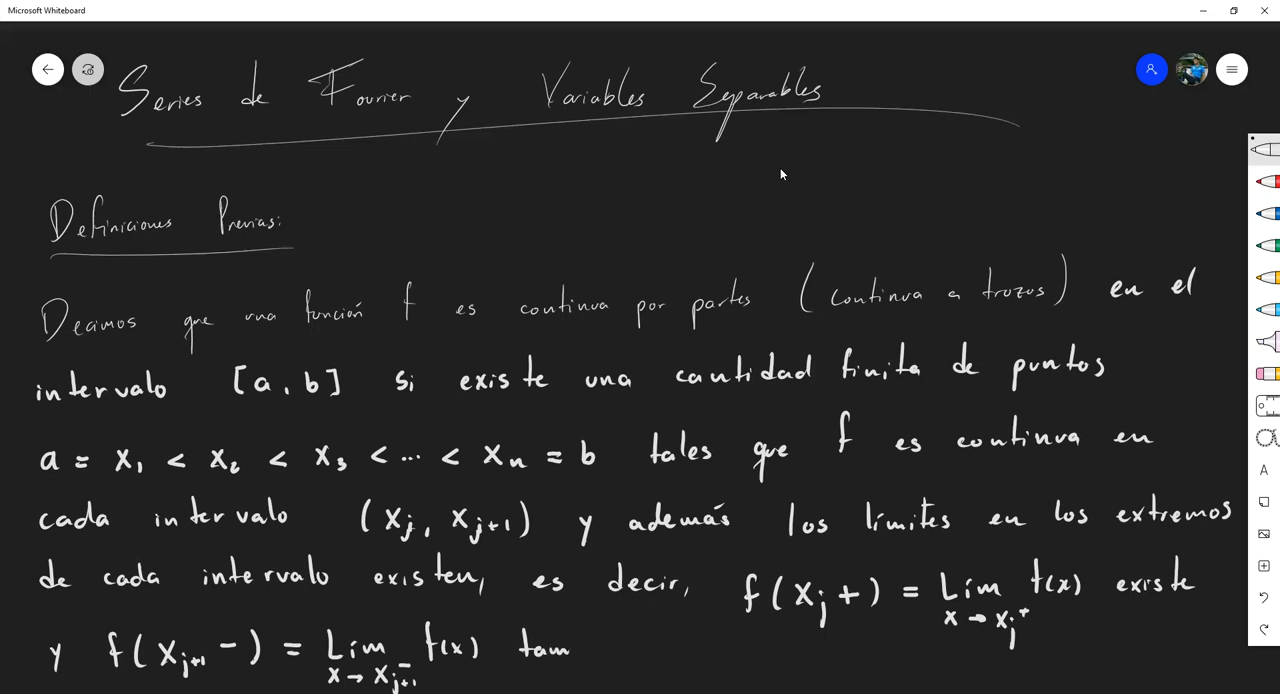 Microsoft Whiteboard
Series de Fourier y Variables Separables
Definiciones Previas:
Decimos que una función f es continua por partes (continua a trozos) en el
intervalo [a, b] si existe una cantidad finita de puntos
a = x₁ < x₂ < x₃ < ... < xₙ = b tales que f es continua en
cada intervalo (xⱼ, xⱼ₊₁) y además los límites en los extremos
de cada intervalo existen, es decir, f(xⱼ+) = Lím x→xⱼ⁺ f(x) existe
y f(xⱼ₊₁ -) = Lím x→xⱼ₊₁⁻ f(x) tam
A